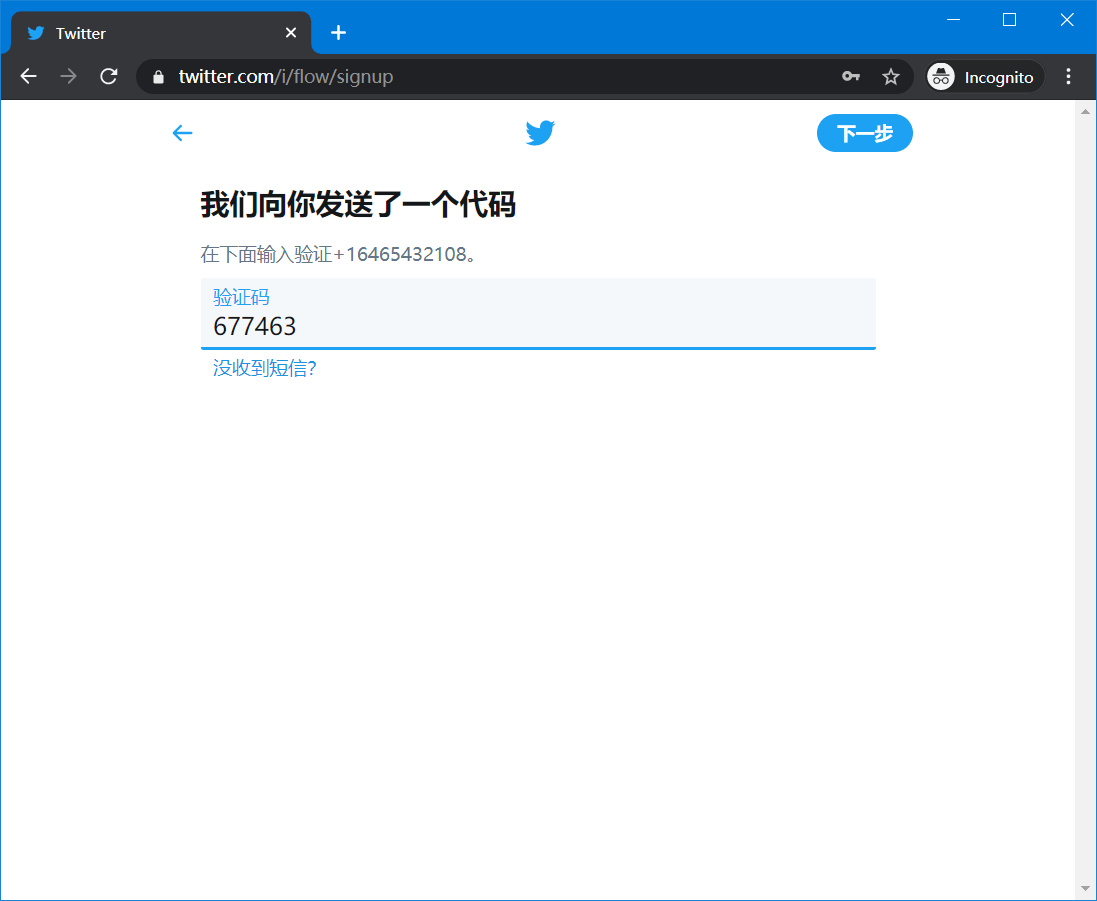 Twitter
twitter.com/i/flow/signup
Incognito
下一步
我们向你发送了一个代码
在下面输入验证+16465432108。
验证码
677463
没收到短信?